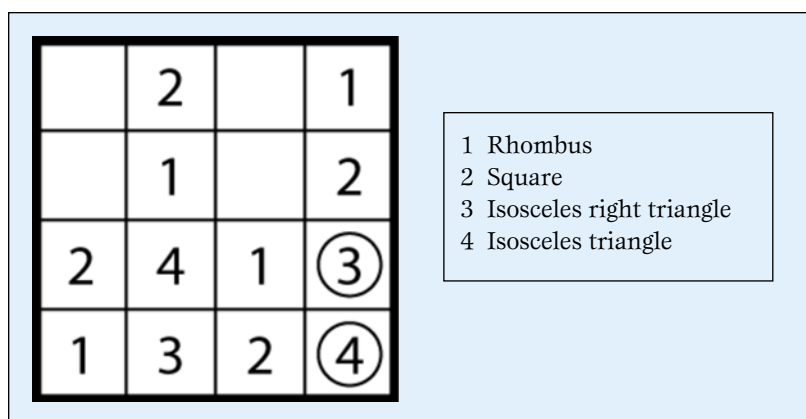 2 1
1 2
2 4 1 3
1 3 2 4
1 Rhombus
2 Square
3 Isosceles right triangle
4 Isosceles triangle